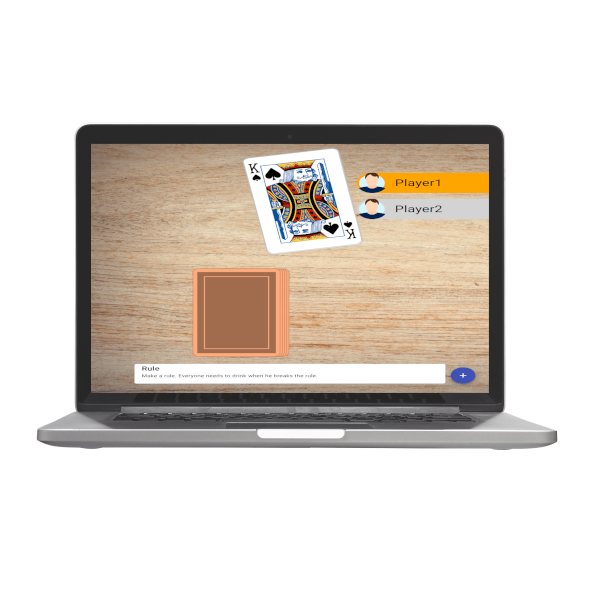 K
Player1
Player2
K
Rule
Make a rule. Everyone needs to drink when he breaks the rule.
+